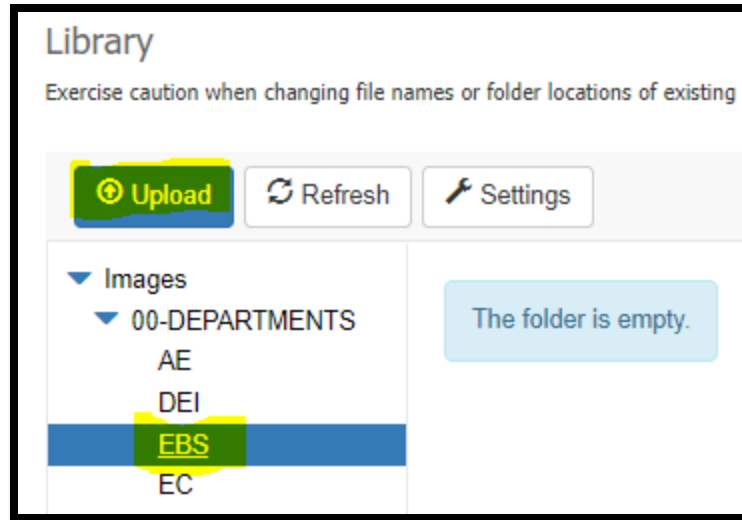 Library
Exercise caution when changing file names or folder locations of existing
Upload Refresh Settings
Images
00-DEPARTMENTS
AE
DEI
EBS
EC
The folder is empty.